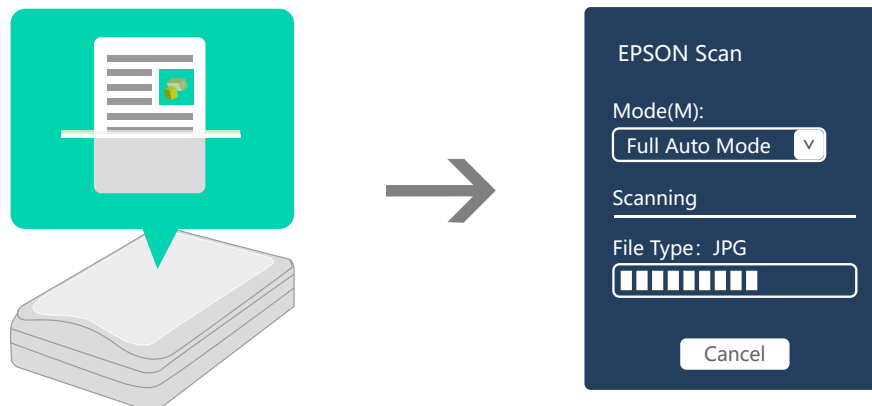 EPSON Scan
Mode(M):
Full Auto Mode
Scanning
File Type：JPG
Cancel